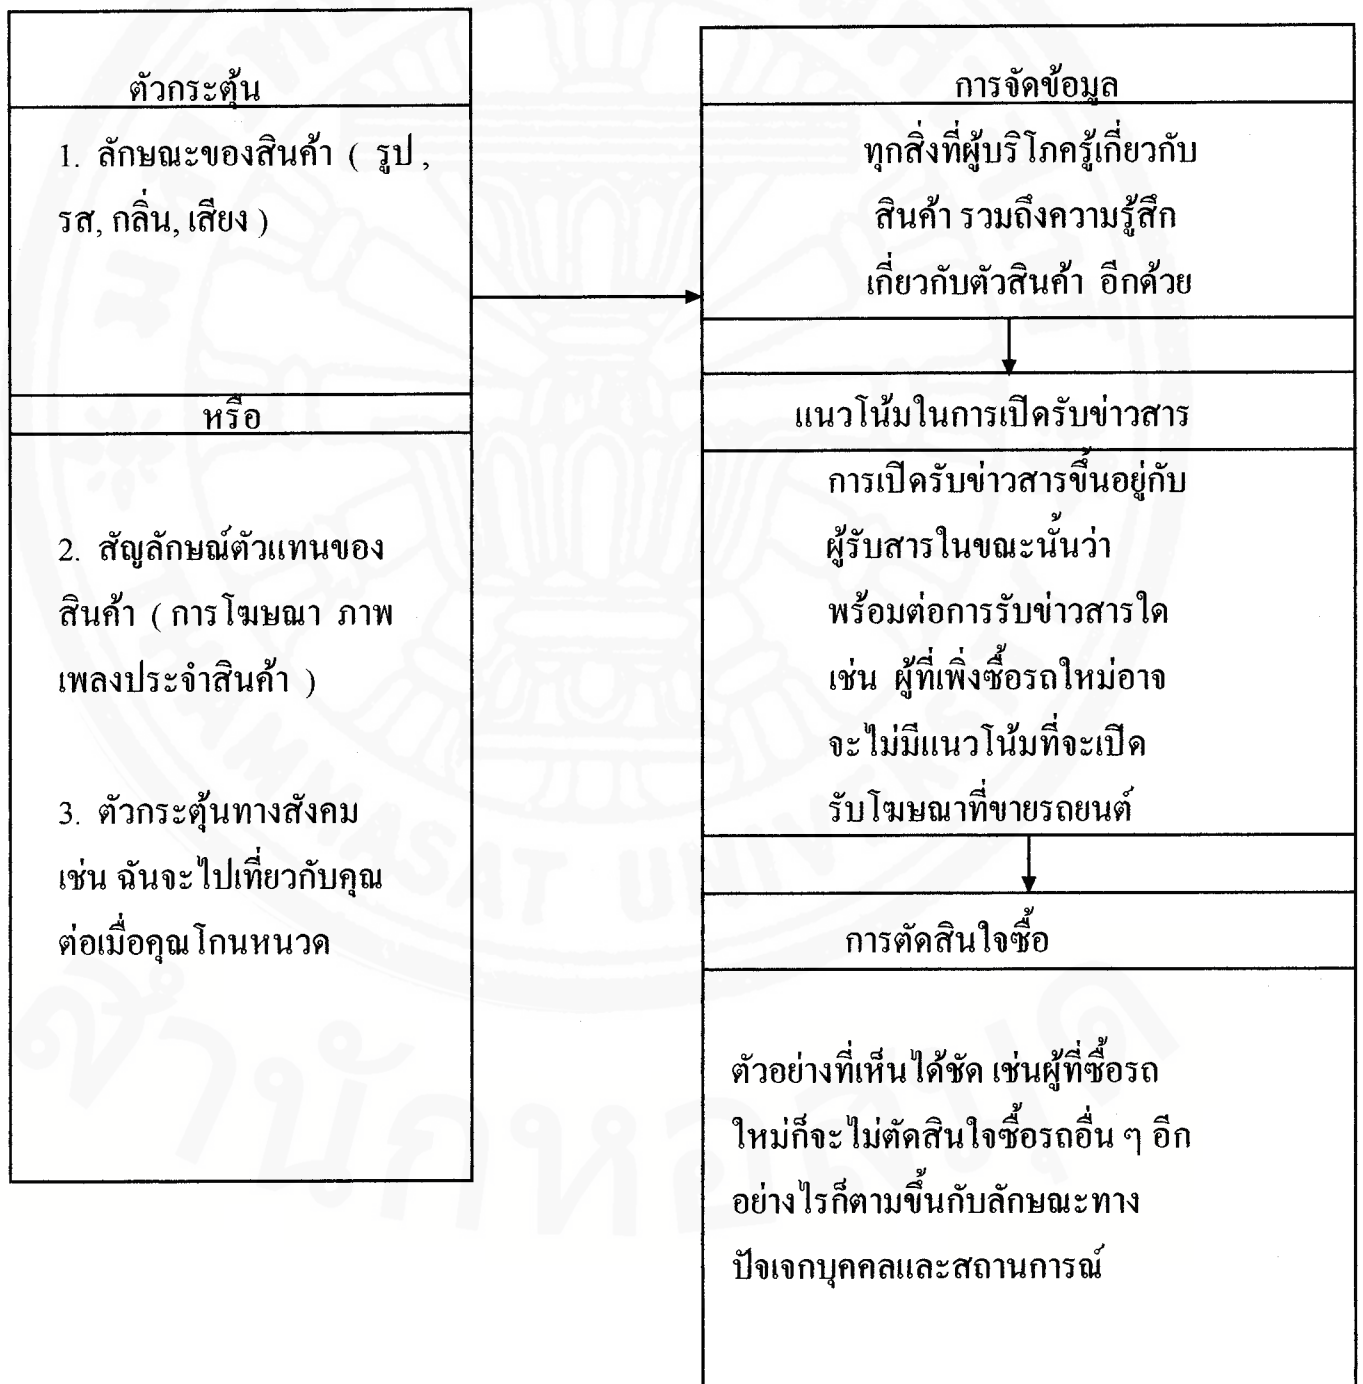 ตัวกระตุ้น
1. ลักษณะของสินค้า ( รูป ,
รส, กลิ่น, เสียง )
หรือ
2. สัญลักษณ์ตัวแทนของ
สินค้า ( การโฆษณา ภาพ
เพลงประจำสินค้า )
3. ตัวกระตุ้นทางสังคม
เช่น ฉันจะไปเที่ยวกับคุณ
ต่อเมื่อคุณโกนหนวด
การจัดข้อมูล
ทุกสิ่งที่ผู้บริโภครู้เกี่ยวกับ
สินค้า รวมถึงความรู้สึก
เกี่ยวกับตัวสินค้า อีกด้วย
แนวโน้มในการเปิดรับข่าวสาร
การเปิดรับข่าวสารขึ้นอยู่กับ
ผู้รับสารในขณะนั้นว่า
พร้อมต่อการรับข่าวสารใด
เช่น ผู้ที่เพิ่งซื้อรถใหม่อาจ
จะไม่มีแนวโน้มที่จะเปิด
รับโฆษณาที่ขายรถยนต์
การตัดสินใจซื้อ
ตัวอย่างที่เห็นได้ชัด เช่นผู้ที่ซื้อรถ
ใหม่ก็จะไม่ตัดสินใจซื้อรถอื่น ๆ อีก
อย่างไรก็ตามขึ้นกับลักษณะทาง
ปัจเจกบุคคลและสถานการณ์
THAMMASAT UNIVERSITY
สำนักหอสมุด